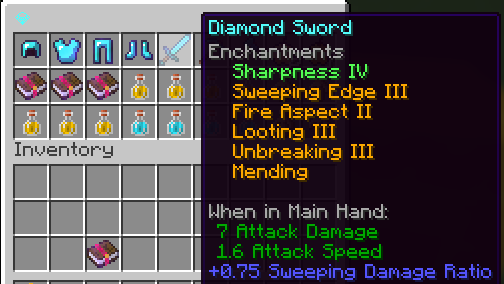 Diamond Sword
Enchantments
Sharpness IV
Sweeping Edge III
Fire Aspect II
Looting III
Unbreaking III
Mending
When in Main Hand:
7 Attack Damage
1.6 Attack Speed
+0.75 Sweeping Damage Ratio
Inventory